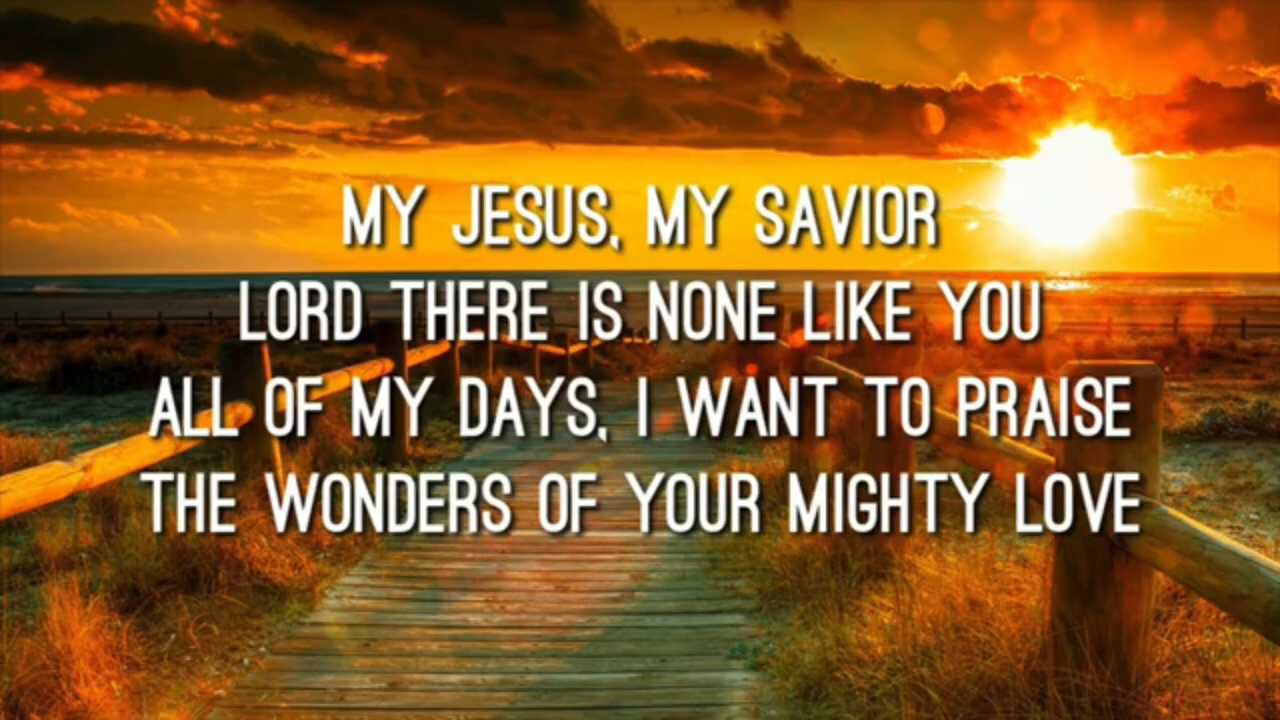 MY JESUS, MY SAVIOR
LORD THERE IS NONE LIKE YOU
ALL OF MY DAYS, I WANT TO PRAISE
THE WONDERS OF YOUR MIGHTY LOVE